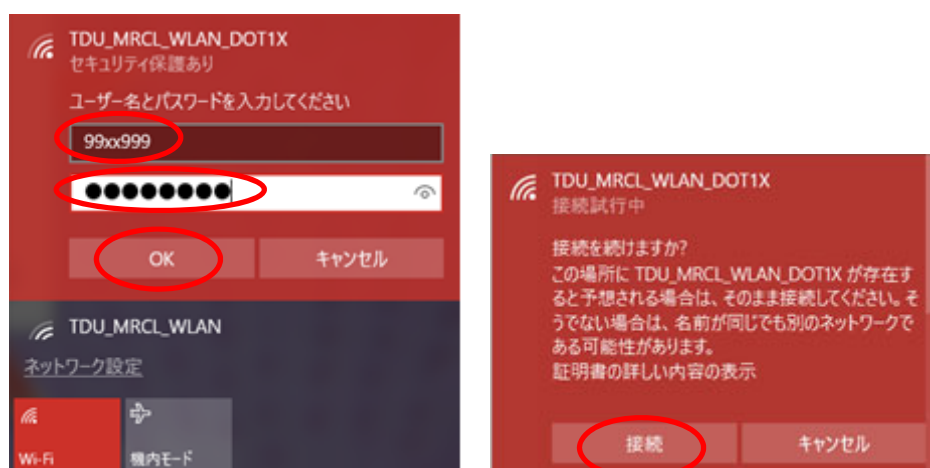 TDU_MRCL_WLAN_DOT1X
セキュリティ保護あり
ユーザー名とパスワードを入力してください
99xx999
●●●●●●●●
OK
キャンセル
TDU_MRCL_WLAN
ネットワーク設定
Wi-Fi
機内モード
TDU_MRCL_WLAN_DOT1X
接続試行中
接続を続けますか?
この場所に TDU_MRCL_WLAN_DOT1X が存在す
ると予想される場合は、そのまま接続してください。そ
うでない場合は、名前が同じでも別のネットワークで
ある可能性があります。
証明書の詳しい内容の表示
接続
キャンセル